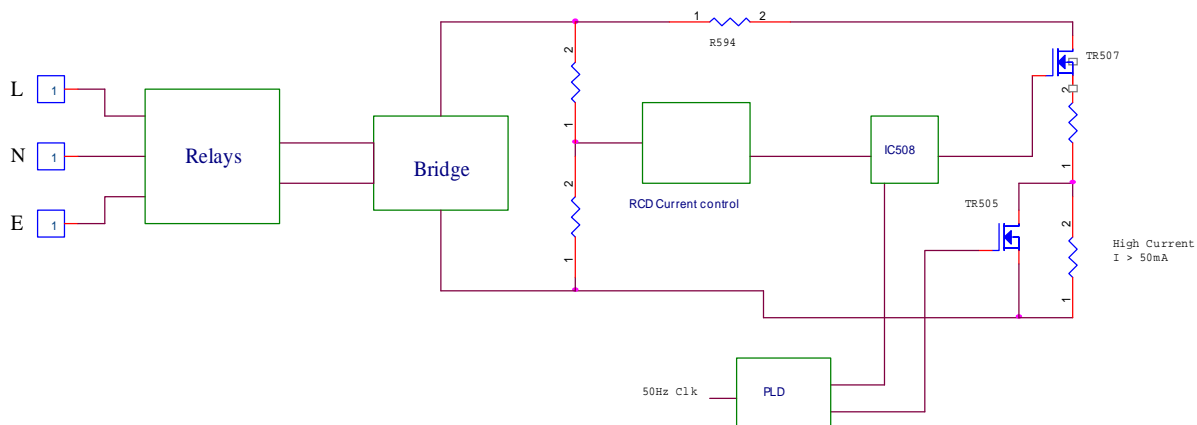 1 2
R594
TR507
L 1
N 1
E 1
Relays
Bridge
2
1
2
1
RCD Current control
IC508
2
1
TR505
2
1
High Current
I > 50mA
50Hz Clk
PLD